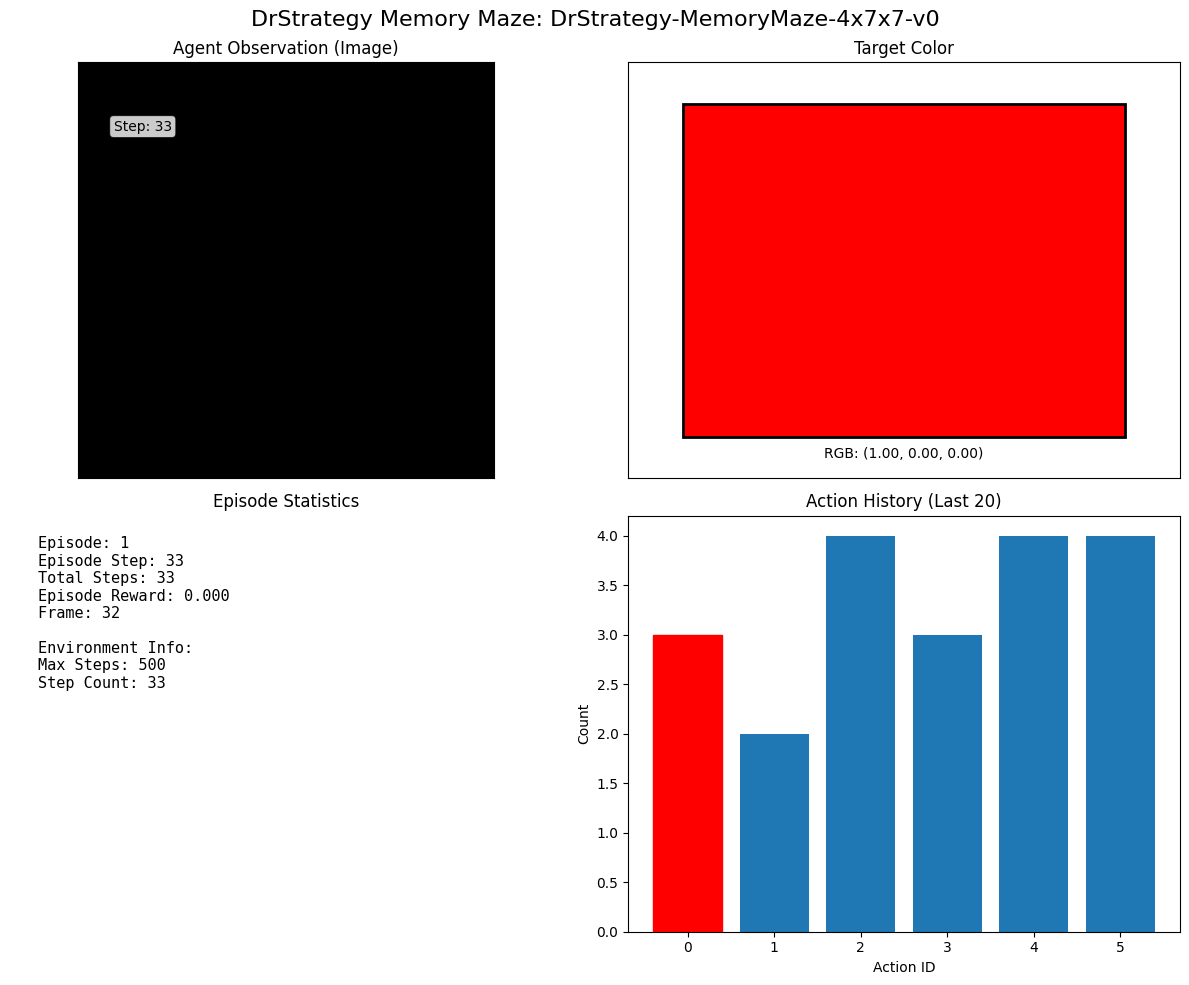 DrStrategy Memory Maze: DrStrategy-MemoryMaze-4x7x7-v0
Agent Observation (Image)
Step: 33
Target Color
RGB: (1.00, 0.00, 0.00)
Episode Statistics
Episode: 1
Episode Step: 33
Total Steps: 33
Episode Reward: 0.000
Frame: 32
Environment Info:
Max Steps: 500
Step Count: 33
Action History (Last 20)
Count
4.0
3.5
3.0
2.5
2.0
1.5
1.0
0.5
0.0
0 1 2 3 4 5
Action ID